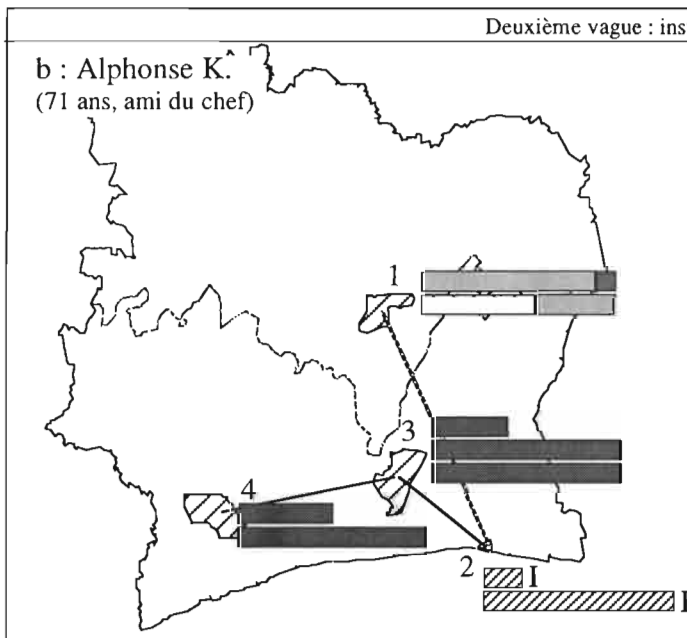 Deuxième vague : ins
b : Alphonse K.
(71 ans, ami du chef)
1
3
4
2
I
I